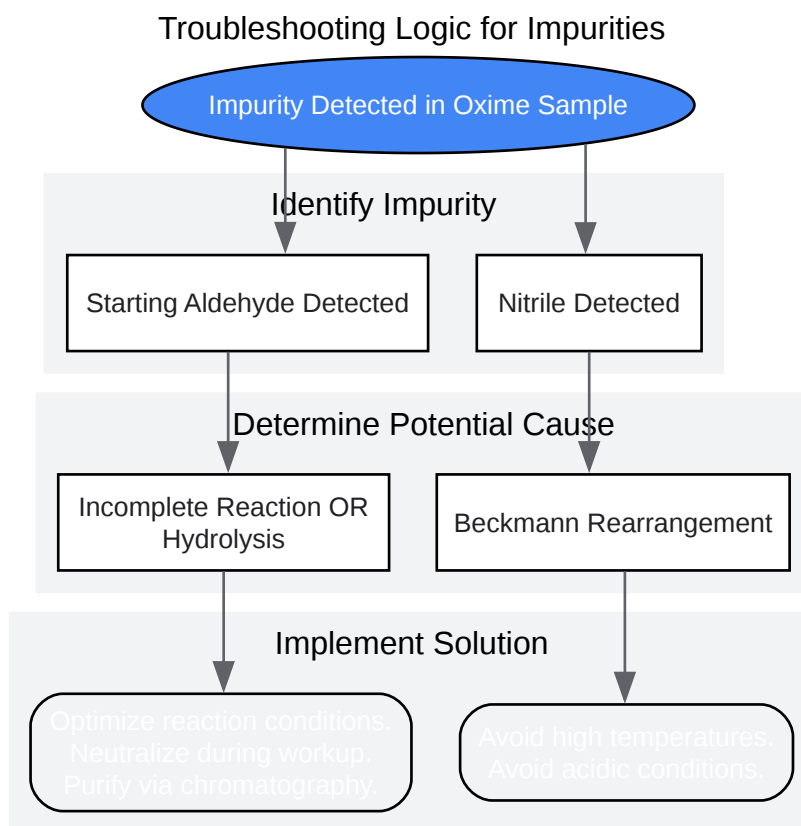 Troubleshooting Logic for Impurities
Impurity Detected in Oxime Sample
Identify Impurity
Starting Aldehyde Detected
Nitrile Detected
Determine Potential Cause
Incomplete Reaction OR
Hydrolysis
Beckmann Rearrangement
Implement Solution
Optimize reaction conditions.
Neutralize during workup.
Purify via chromatography.
Avoid high temperatures.
Avoid acidic conditions.